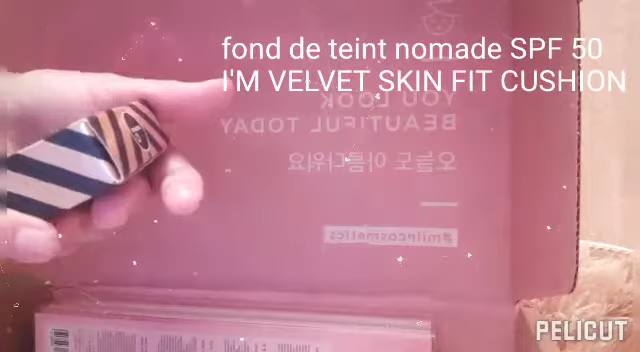 fond de teint nomade SPF 50
I'M VELVET SKIN FIT CUSHION
YOU LOOK
BEAUTIFUL TODAY
오늘도 아름다워요
#miincosmetics
PELICUT